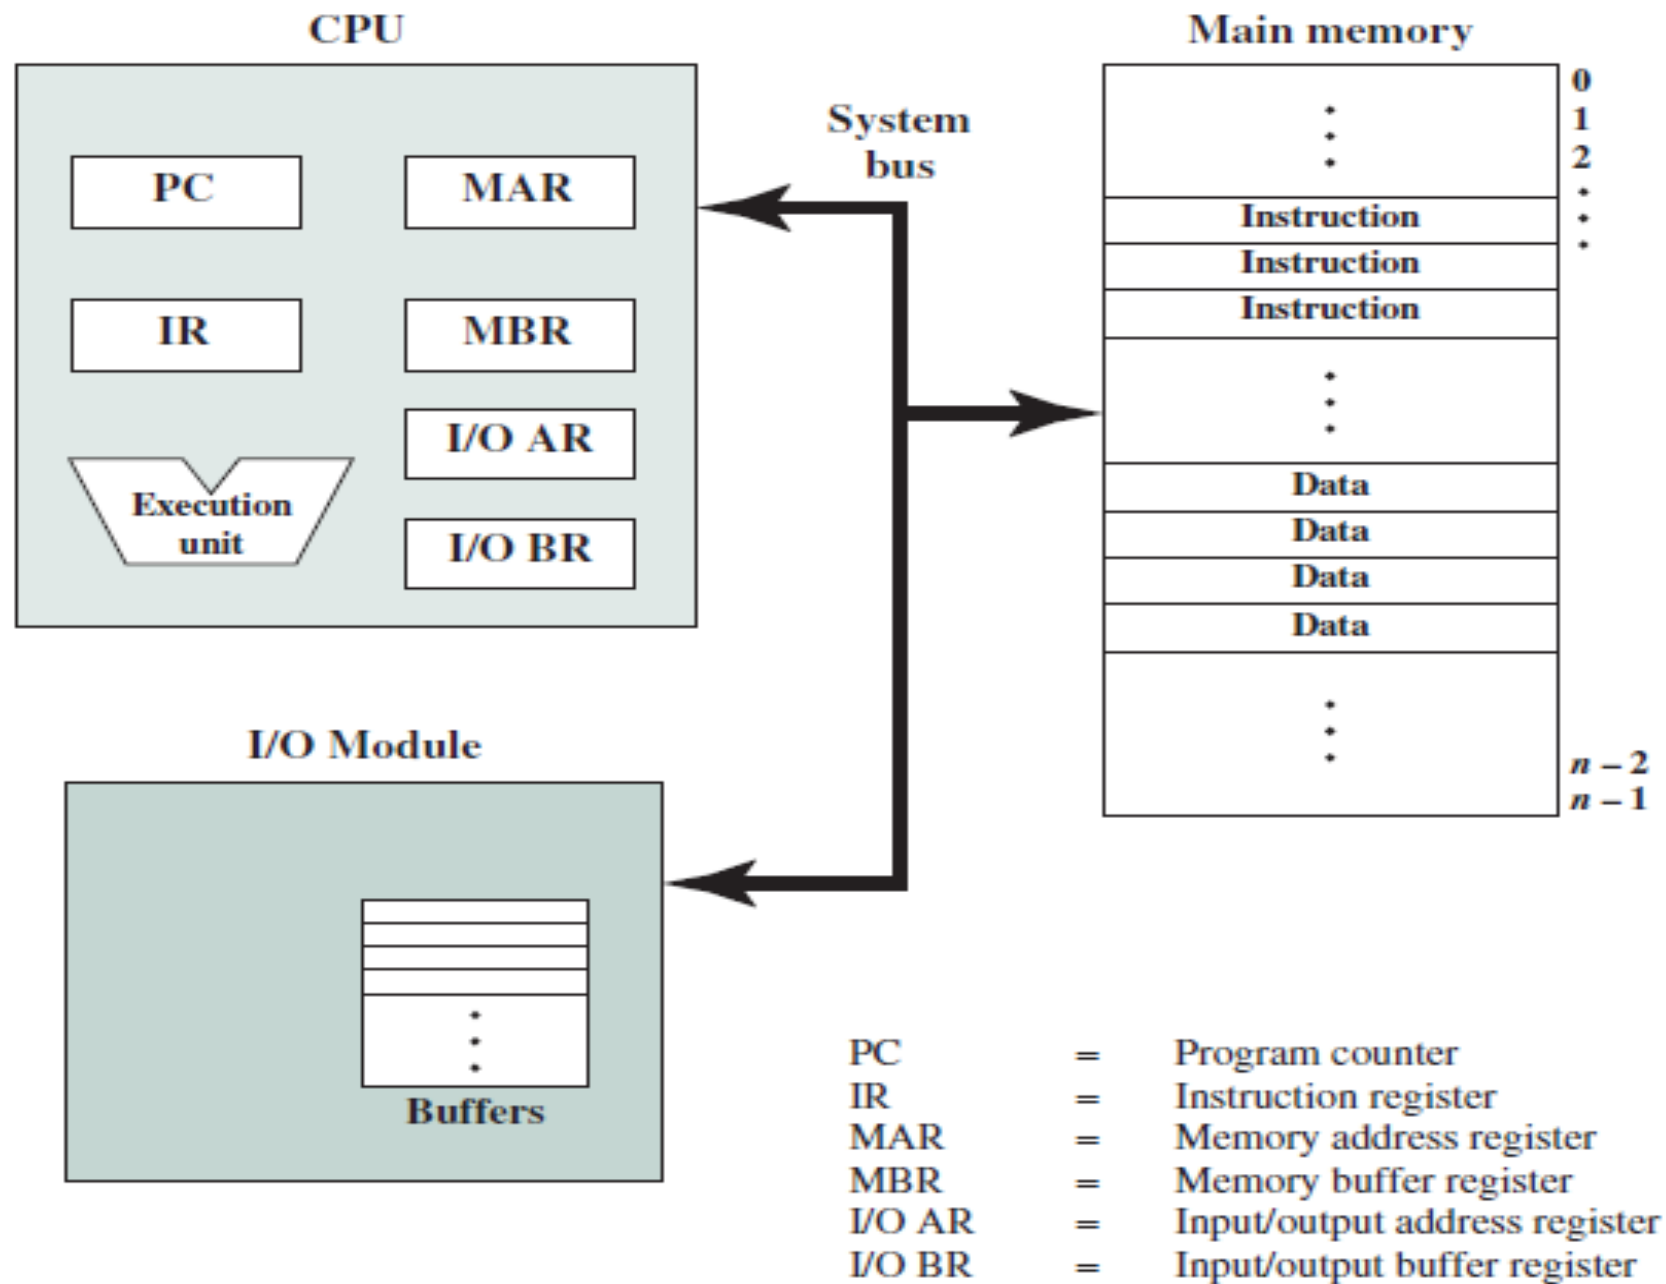 CPU
PC
MAR
IR
MBR
I/O AR
Execution
unit
I/O BR
System
bus
Main memory
0
1
2
Instruction
Instruction
Instruction
Data
Data
Data
Data
n – 2
n – 1
I/O Module
Buffers
PC = Program counter
IR = Instruction register
MAR = Memory address register
MBR = Memory buffer register
I/O AR = Input/output address register
I/O BR = Input/output buffer register